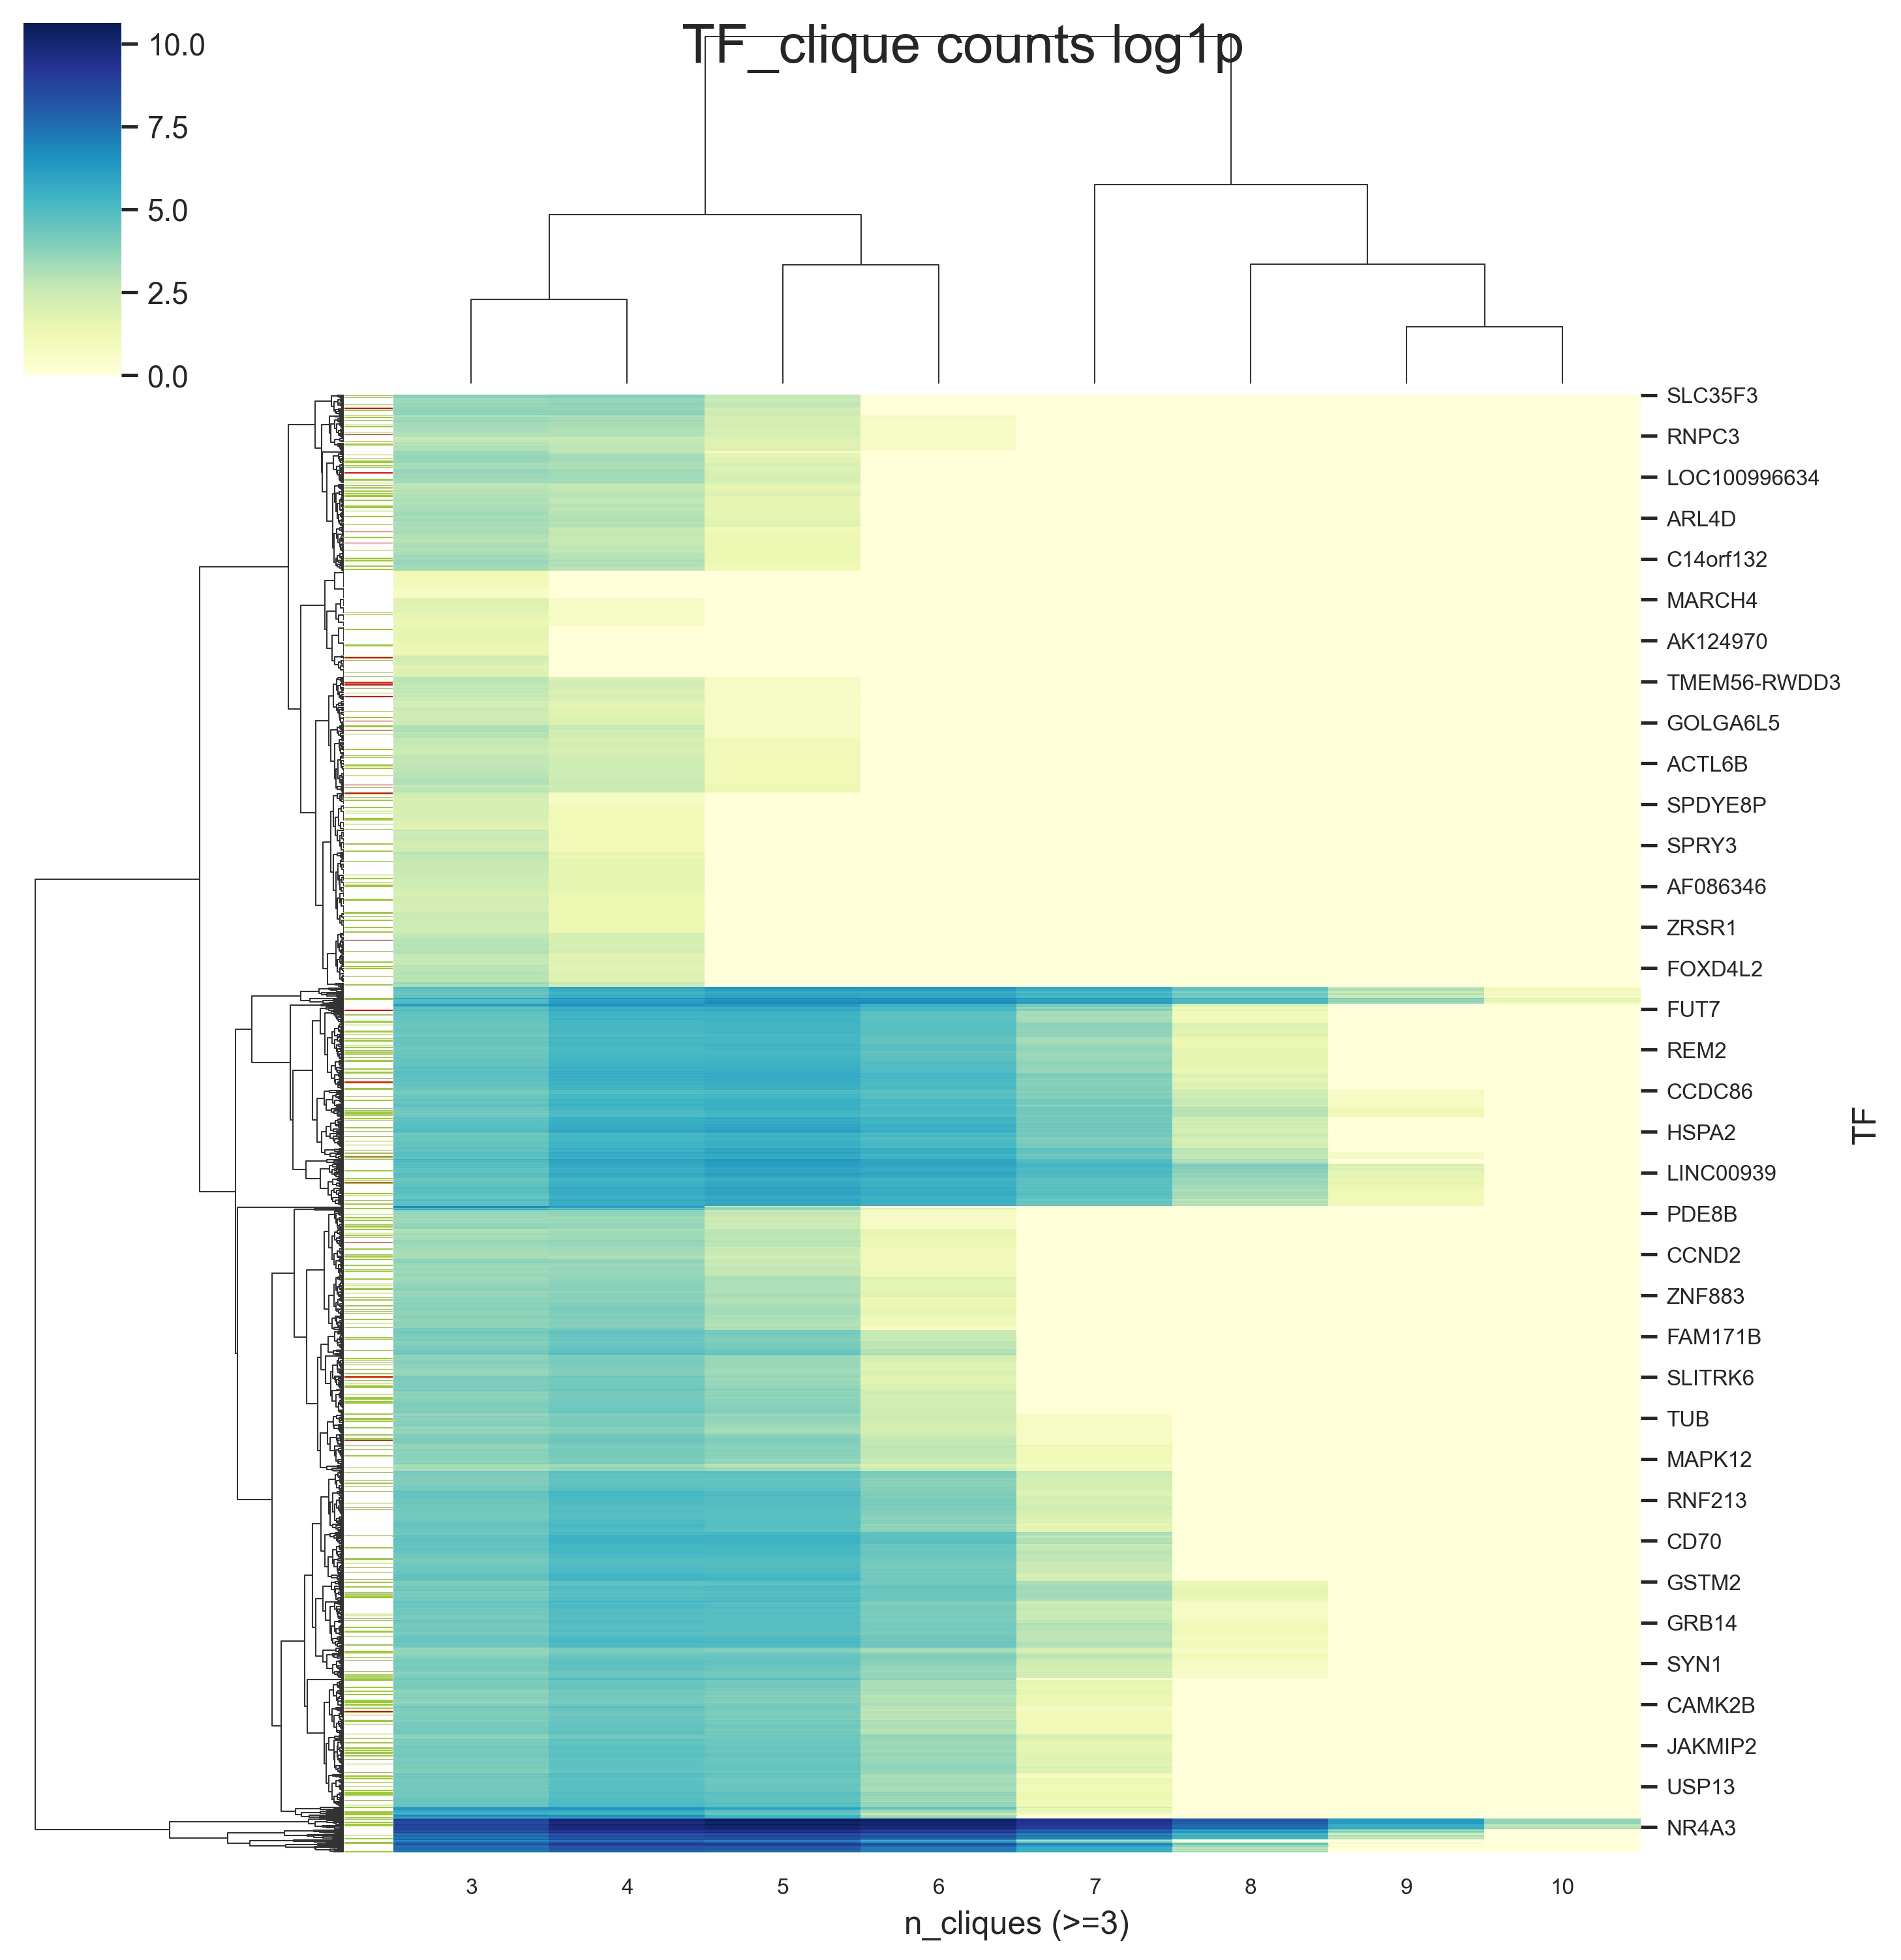 TF_clique counts log1p
10.0
7.5
5.0
2.5
0.0
SLC35F3
RNPC3
LOC100996634
ARL4D
C14orf132
MARCH4
AK124970
TMEM56-RWDD3
GOLGA6L5
ACTL6B
SPDYE8P
SPRY3
AF086346
ZRSR1
FOXD4L2
FUT7
REM2
CCDC86
HSPA2
LINC00939
PDE8B
CCND2
ZNF883
FAM171B
SLITRK6
TUB
MAPK12
RNF213
CD70
GSTM2
GRB14
SYN1
CAMK2B
JAKMIP2
USP13
NR4A3
TF
3 4 5 6 7 8 9 10
n_cliques (>=3)